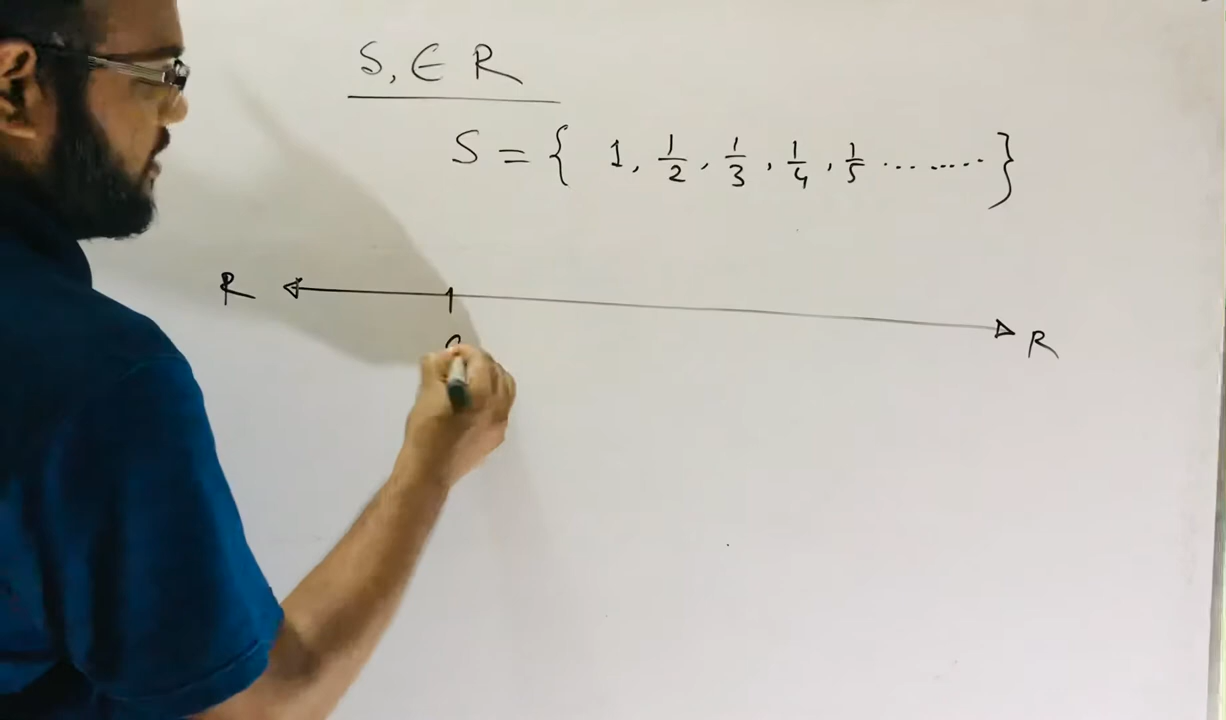 S, ∈ R
S = { 1, 1/2, 1/3, 1/4, 1/5 ........ }
R R